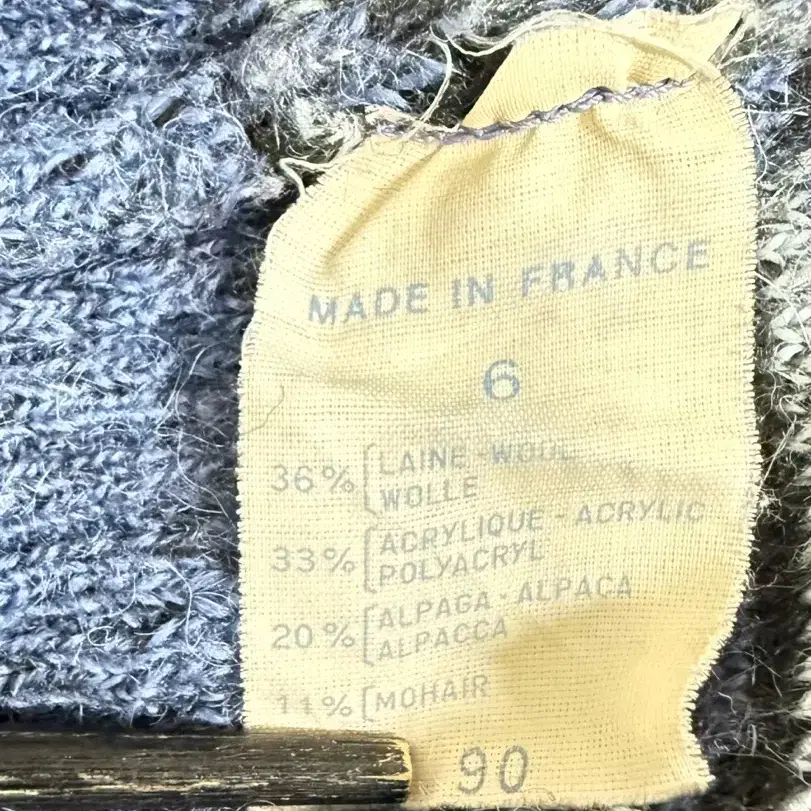 MADE IN FRANCE
6
36% [LAINE - WOOL
WOLLE
33% [ACRYLIQUE - ACRYLIC
POLYACRYL
20% [ALPAGA - ALPACA
ALPACCA
11% [MOHAIR
90